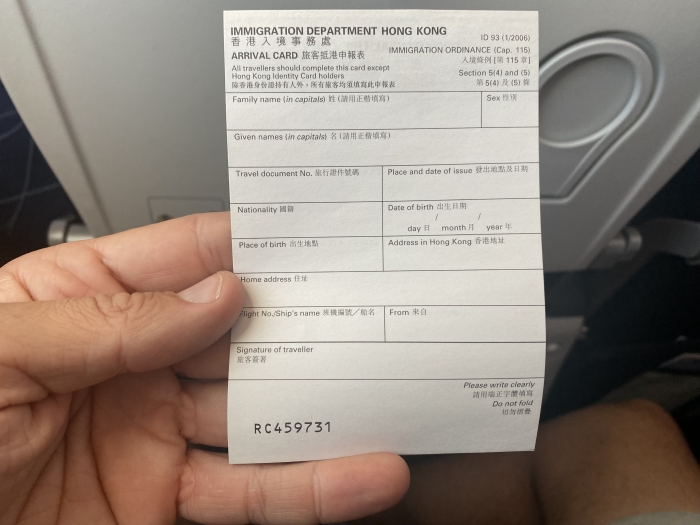 IMMIGRATION DEPARTMENT HONG KONG
香港入境事務處
ID 93 (1/2006)
ARRIVAL CARD 旅客抵港申報表
IMMIGRATION ORDINANCE (Cap. 115)
入境條例 [第 115 章]
All travellers should complete this card except
Hong Kong Identity Card holders
除香港身份證持有人外，所有旅客均須填寫此申報表
Section 5(4) and (5)
第 5(4) 及 (5) 條
Family name (in capitals) 姓 (請用正楷填寫)
Sex 性別
Given names (in capitals) 名 (請用正楷填寫)
Travel document No. 旅行證件號碼
Place and date of issue 發出地點及日期
Nationality 國籍
Date of birth 出生日期
/ /
day 日 month 月 year 年
Place of birth 出生地點
Address in Hong Kong 香港地址
Home address 住址
Flight No./Ship's name 班機編號／船名
From 來自
Signature of traveller
旅客簽署
Please write clearly
請用端正字體填寫
Do not fold
切勿摺疊
RC459731